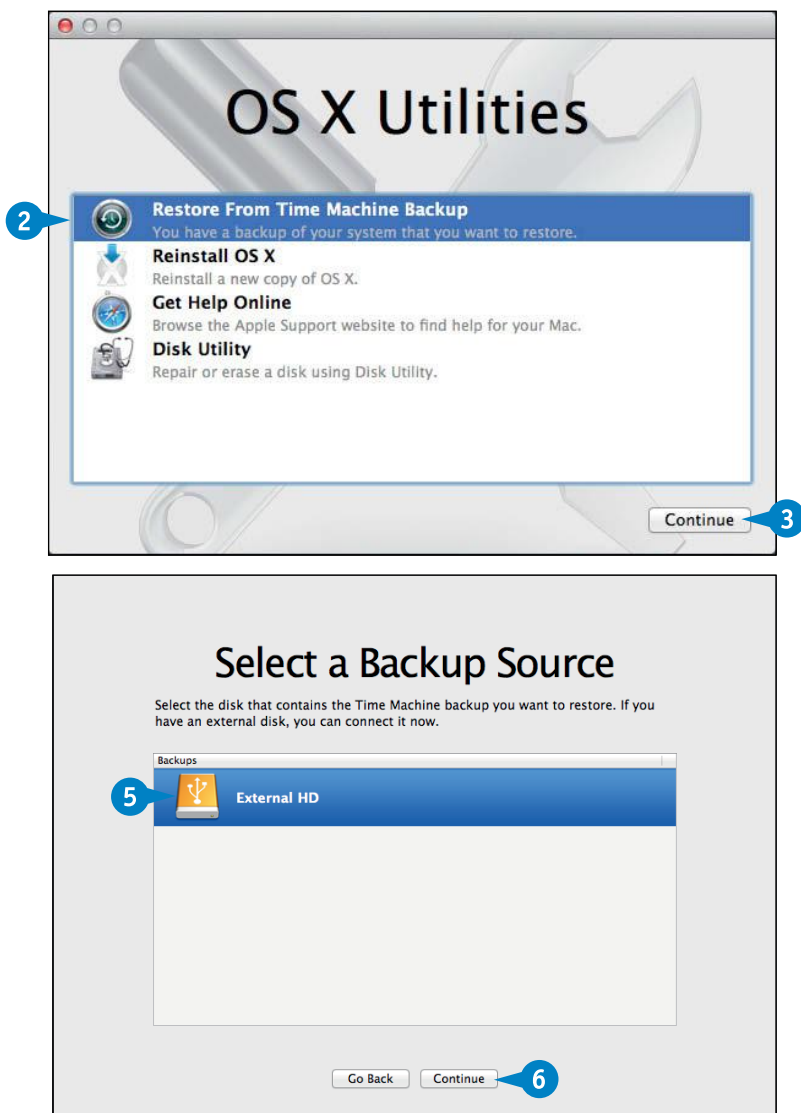 OS X Utilities
2
Restore From Time Machine Backup
You have a backup of your system that you want to restore.
Reinstall OS X
Reinstall a new copy of OS X.
Get Help Online
Browse the Apple Support website to find help for your Mac.
Disk Utility
Repair or erase a disk using Disk Utility.
Continue
3
Select a Backup Source
Select the disk that contains the Time Machine backup you want to restore. If you
have an external disk, you can connect it now.
Backups
5
External HD
Go Back
Continue
6